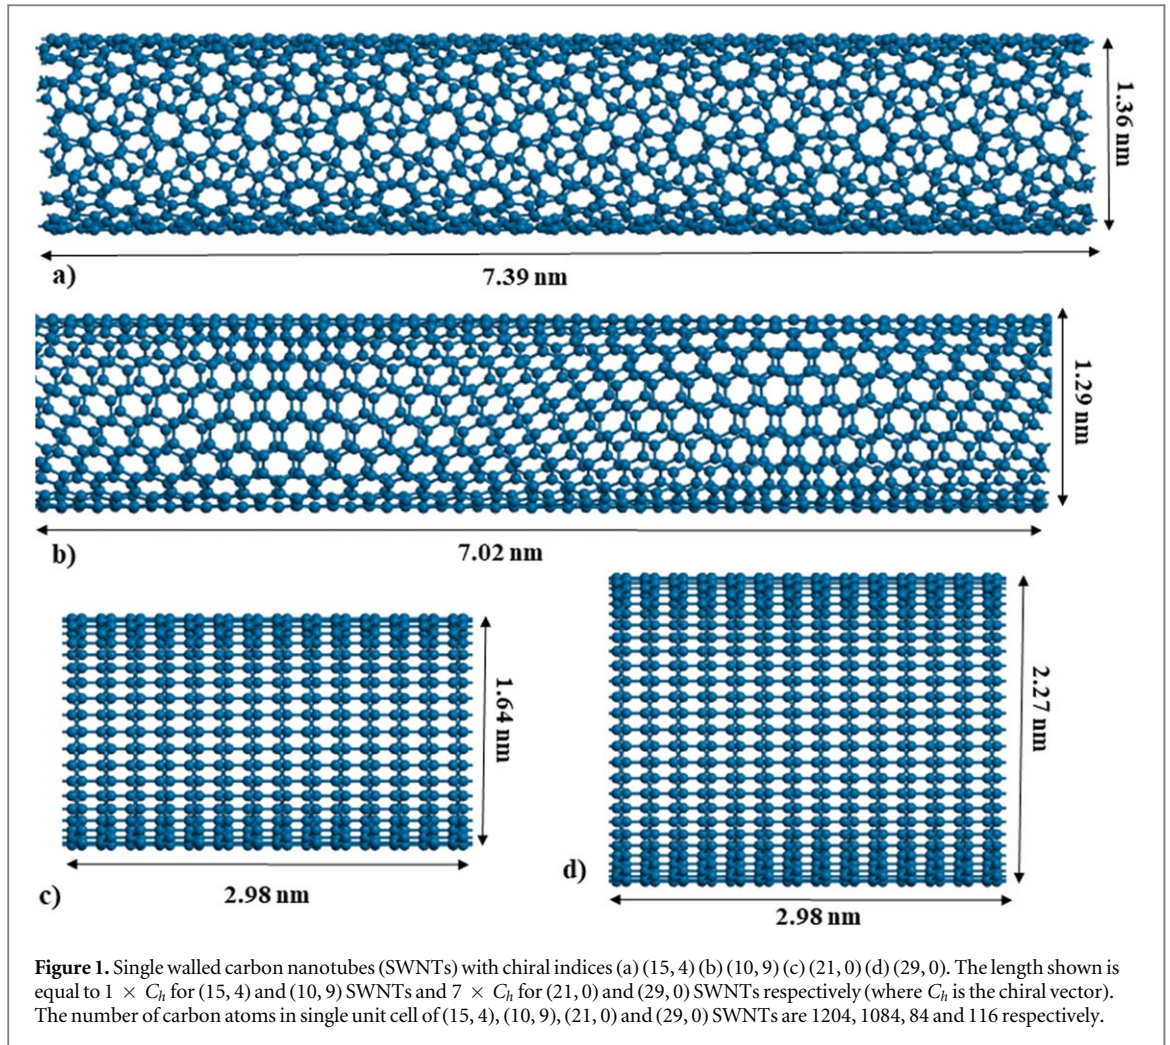 1.36 nm
7.39 nm
a)
1.29 nm
7.02 nm
b)
1.64 nm
2.98 nm
c)
2.27 nm
2.98 nm
d)
Figure 1. Single walled carbon nanotubes (SWNTs) with chiral indices (a) (15, 4) (b) (10, 9) (c) (21, 0) (d) (29, 0). The length shown is
equal to 1 × Cₕ for (15, 4) and (10, 9) SWNTs and 7 × Cₕ for (21, 0) and (29, 0) SWNTs respectively (where Cₕ is the chiral vector).
The number of carbon atoms in single unit cell of (15, 4), (10, 9), (21, 0) and (29, 0) SWNTs are 1204, 1084, 84 and 116 respectively.